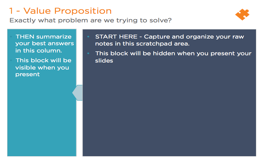 1 - Value Proposition
Exactly what problem are we trying to solve?
THEN summarize
your best answers
in this column.
This block will be
visible when you
present
START HERE - Capture and organize your raw
notes in this scratchpad area.
This block will be hidden when you present your
slides